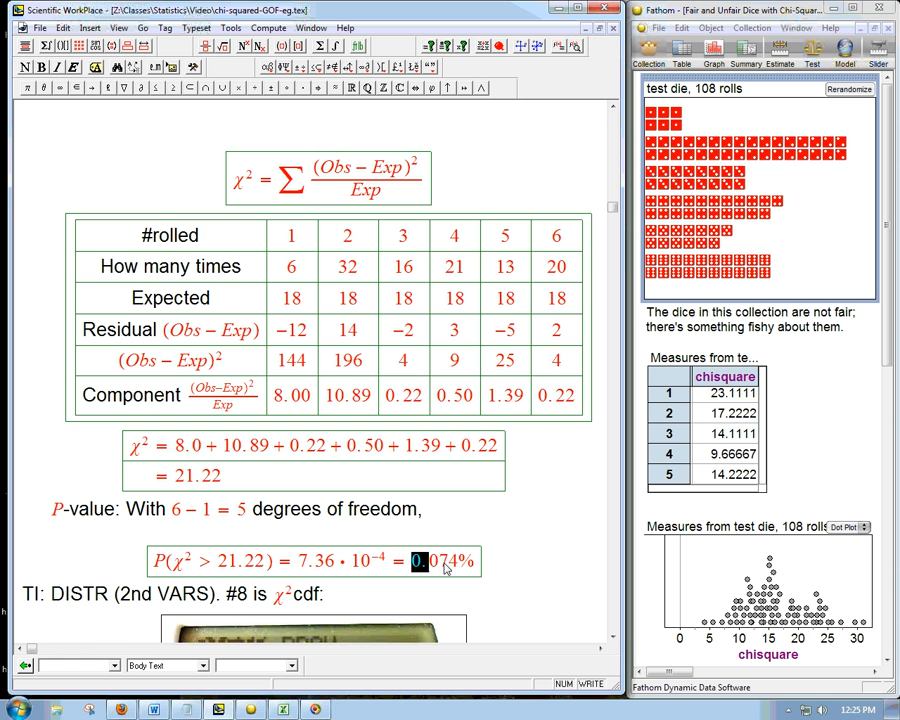 Scientific WorkPlace - [Z:\Classes\Statistics\Video\chi-squared-GOF-eg.tex]
File Edit Insert View Go Tag Typeset Tools Compute Window Help
χ² = ∑ (Obs − Exp)² / Exp
#rolled 1 2 3 4 5 6
How many times 6 32 16 21 13 20
Expected 18 18 18 18 18 18
Residual (Obs − Exp) −12 14 −2 3 −5 2
(Obs − Exp)² 144 196 4 9 25 4
Component (Obs−Exp)²/Exp 8.00 10.89 0.22 0.50 1.39 0.22
χ² = 8.0 + 10.89 + 0.22 + 0.50 + 1.39 + 0.22
= 21.22
P-value: With 6 − 1 = 5 degrees of freedom,
P(χ² > 21.22) = 7.36 • 10⁻⁴ = 0.074%
TI: DISTR (2nd VARS). #8 is χ²cdf:
Body Text
NUM WRITE
Fathom - [Fair and Unfair Dice with Chi-Squar...
File Edit Object Collection Window Help
Collection Table Graph Summary Estimate Test Model Slider
test die, 108 rolls
Rerandomize
The dice in this collection are not fair;
there's something fishy about them.
Measures from te...
chisquare
1 23.1111
2 17.2222
3 14.1111
4 9.66667
5 14.2222
Measures from test die, 108 rolls
Dot Plot
0 5 10 15 20 25 30
chisquare
Fathom Dynamic Data Software
12:25 PM